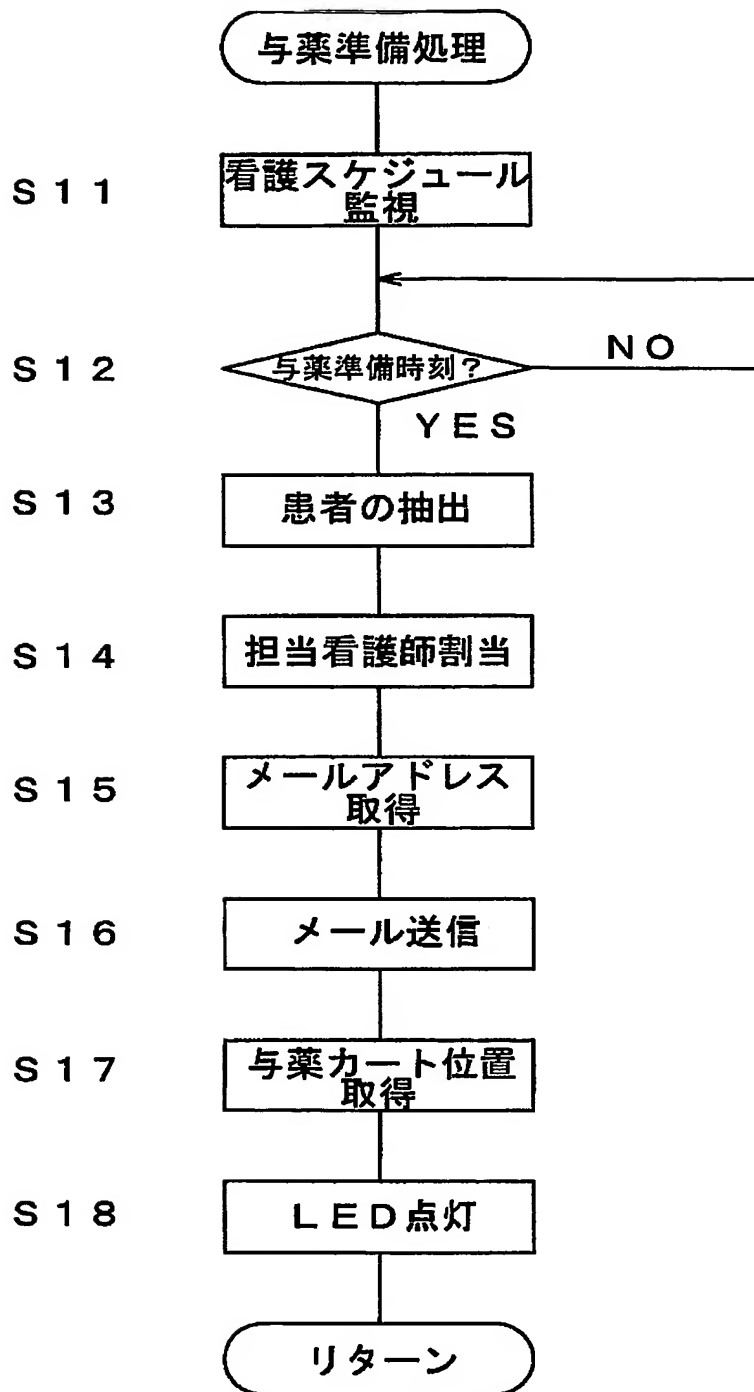 与薬準備処理
S11
看護スケジュール
監視
S12
与薬準備時刻?
NO
YES
S13
患者の抽出
S14
担当看護師割当
S15
メールアドレス
取得
S16
メール送信
S17
与薬カート位置
取得
S18
LED点灯
リターン